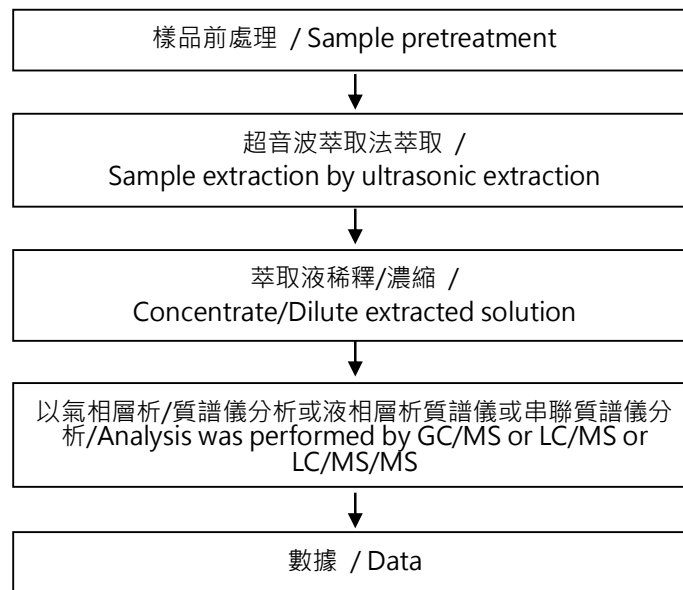 樣品前處理 / Sample pretreatment
超音波萃取法萃取 /
Sample extraction by ultrasonic extraction
萃取液稀釋/濃縮 /
Concentrate/Dilute extracted solution
以氣相層析/質譜儀分析或液相層析質譜儀或串聯質譜儀分
析/Analysis was performed by GC/MS or LC/MS or
LC/MS/MS
數據 / Data